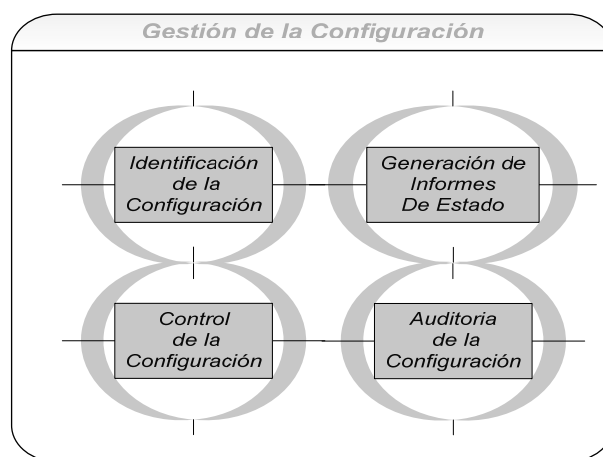 Gestión de la Configuración
Identificación
de la
Configuración
Generación de
Informes
De Estado
Control
de la
Configuración
Auditoria
de la
Configuración